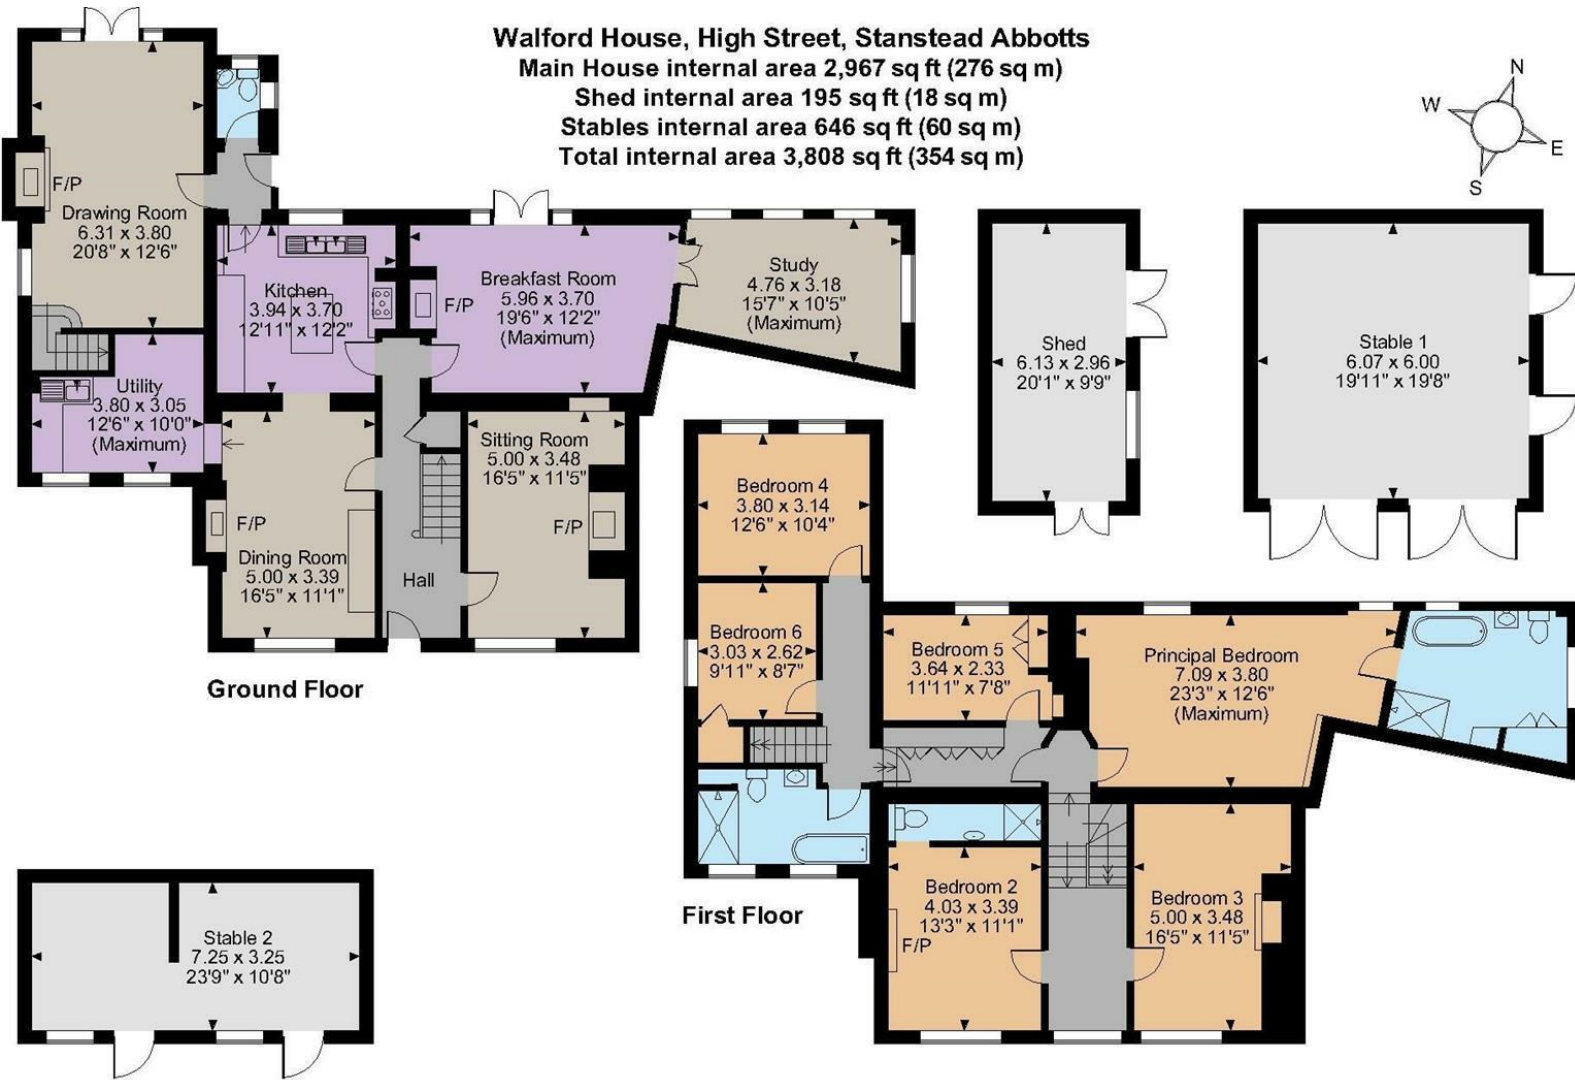 Walford House, High Street, Stanstead Abbotts
Main House internal area 2,967 sq ft (276 sq m)
Shed internal area 195 sq ft (18 sq m)
Stables internal area 646 sq ft (60 sq m)
Total internal area 3,808 sq ft (354 sq m)
N
W
E
S
F/P
Drawing Room
6.31 x 3.80
20'8" x 12'6"
Kitchen
3.94 x 3.70
12'11" x 12'2"
F/P
Breakfast Room
5.96 x 3.70
19'6" x 12'2"
(Maximum)
Study
4.76 x 3.18
15'7" x 10'5"
(Maximum)
Utility
3.80 x 3.05
12'6" x 10'0"
(Maximum)
F/P
Dining Room
5.00 x 3.39
16'5" x 11'1"
Hall
Sitting Room
5.00 x 3.48
16'5" x 11'5"
F/P
Ground Floor
Shed
6.13 x 2.96
20'1" x 9'9"
Stable 1
6.07 x 6.00
19'11" x 19'8"
Bedroom 4
3.80 x 3.14
12'6" x 10'4"
Bedroom 6
3.03 x 2.62
9'11" x 8'7"
Bedroom 5
3.64 x 2.33
11'11" x 7'8"
Principal Bedroom
7.09 x 3.80
23'3" x 12'6"
(Maximum)
Bedroom 2
4.03 x 3.39
13'3" x 11'1"
F/P
Bedroom 3
5.00 x 3.48
16'5" x 11'5"
First Floor
Stable 2
7.25 x 3.25
23'9" x 10'8"